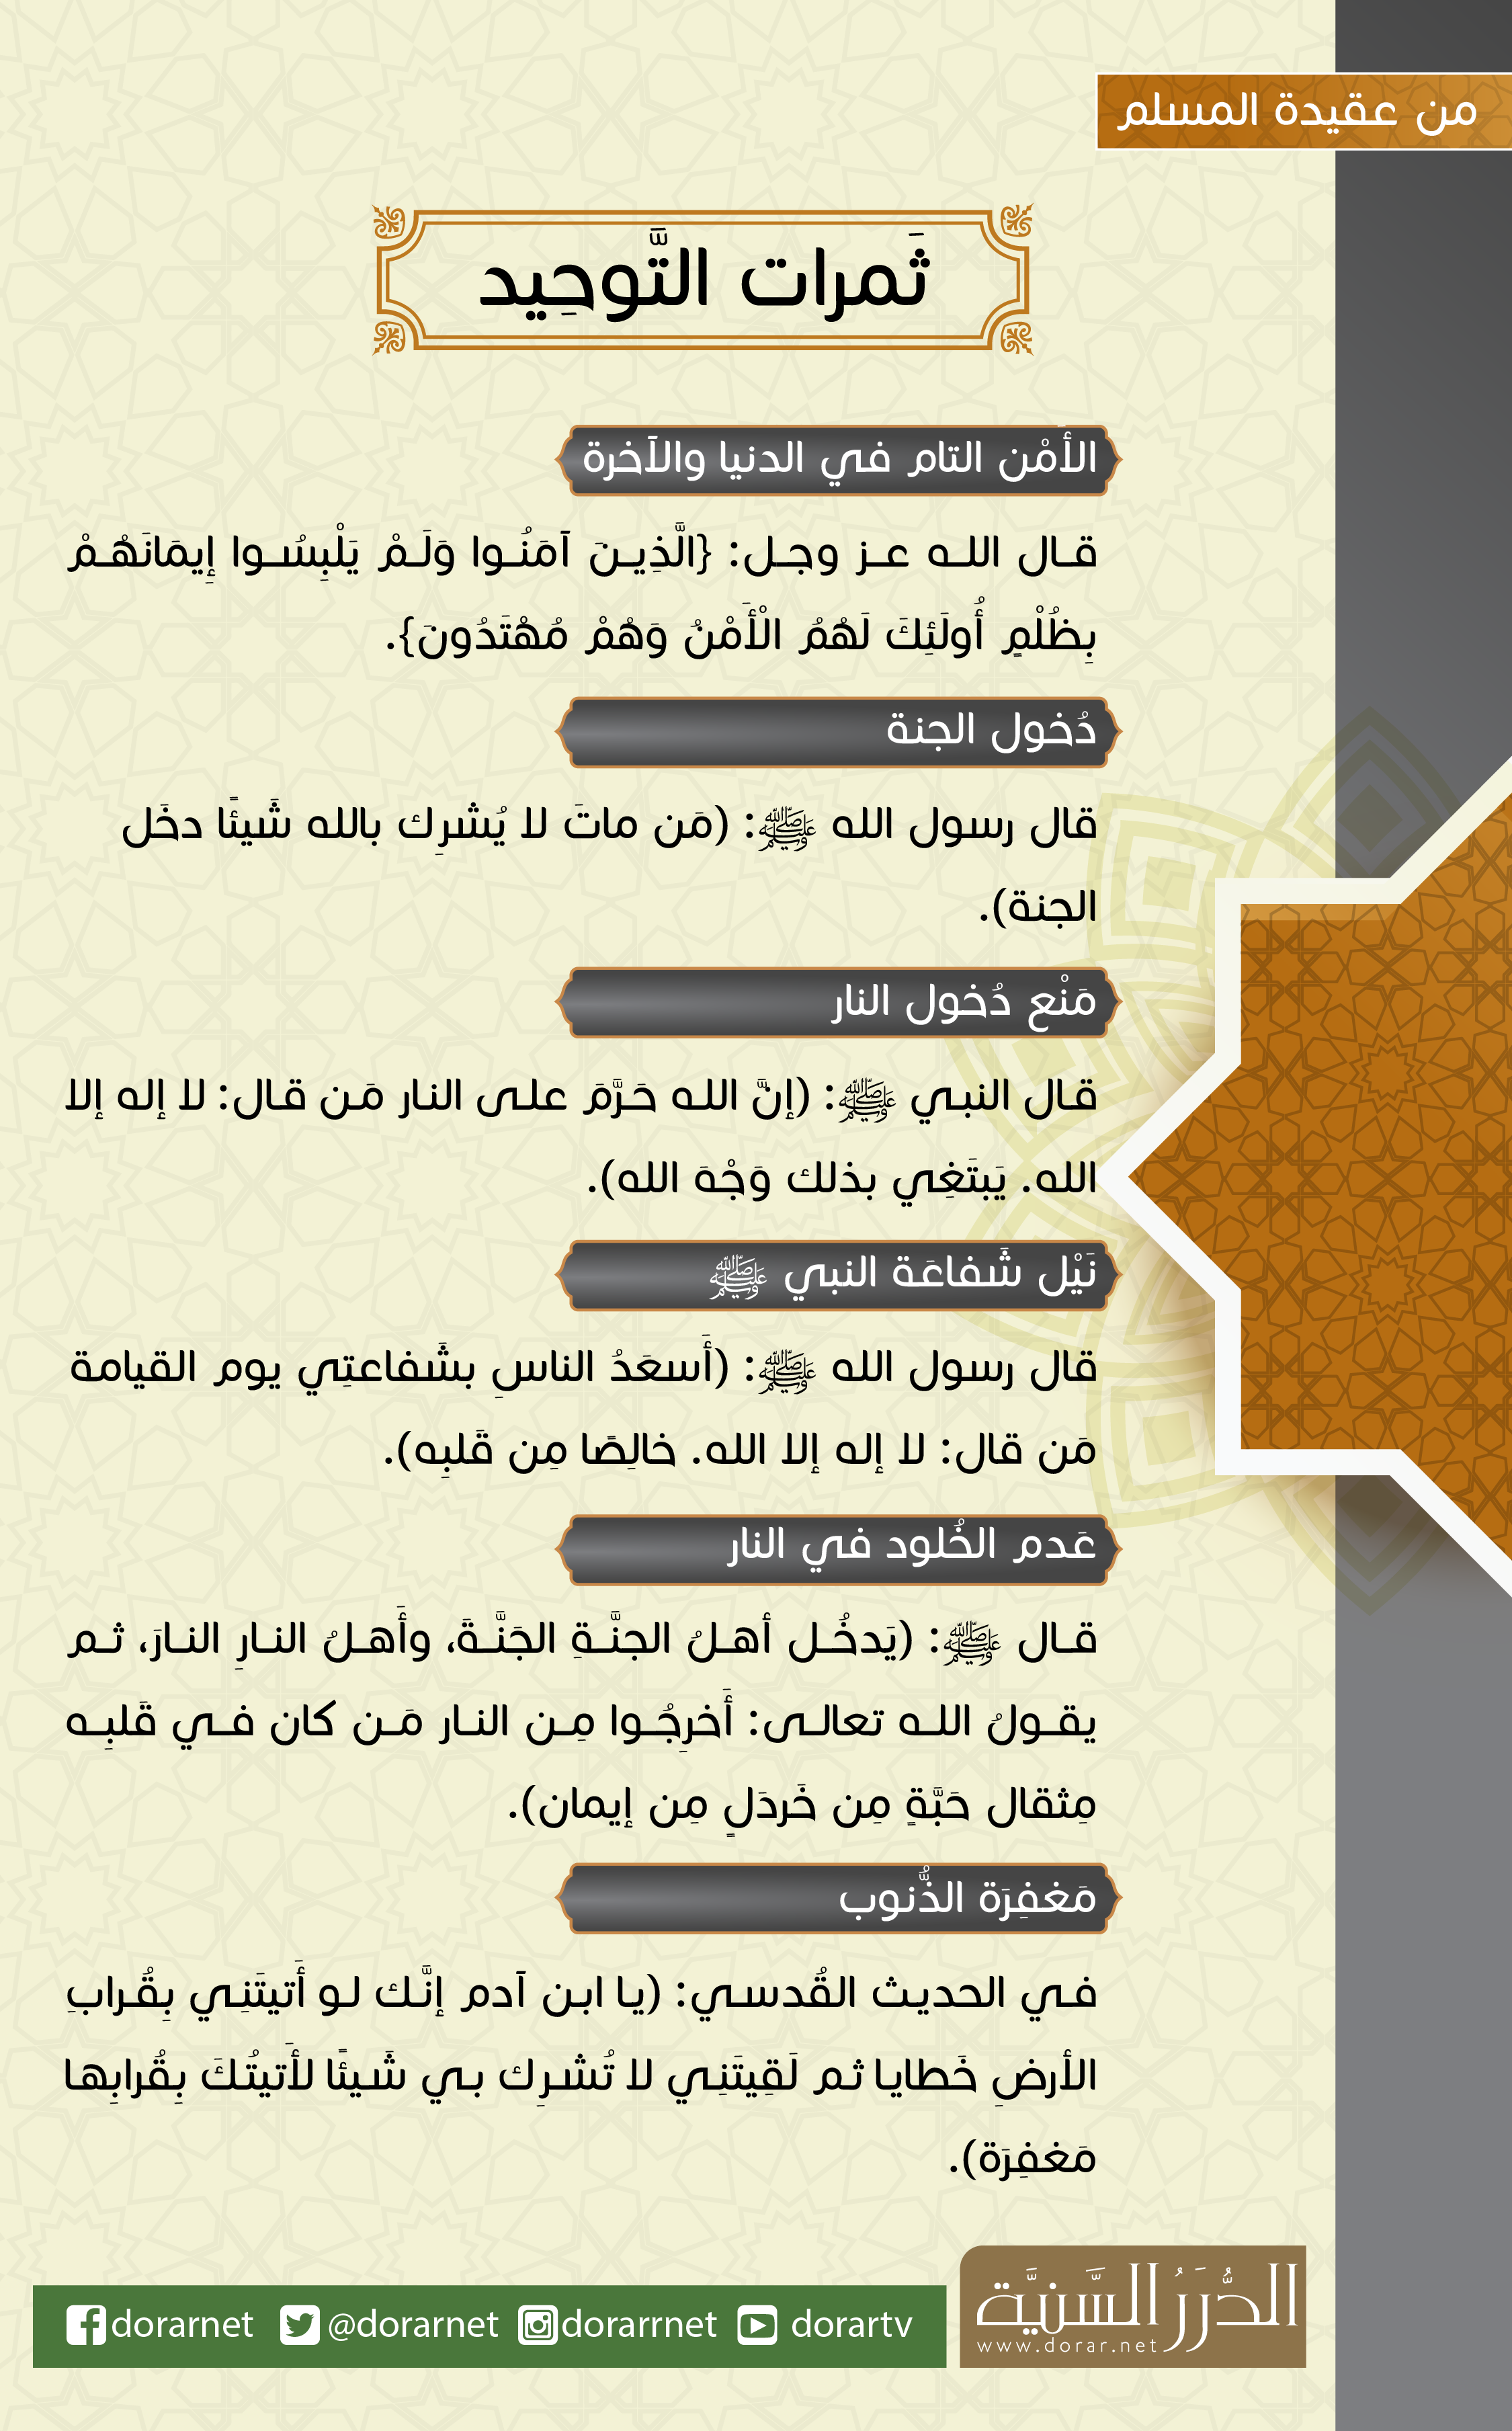 من عقيدة المسلم
ثَمرات التَّوحِيد
الأَمْن التام في الدنيا والآخرة
قال الله عز وجل: {الَّذِينَ آمَنُوا وَلَمْ يَلْبِسُوا إِيمَانَهُمْ
بِظُلْمٍ أُولَئِكَ لَهُمُ الْأَمْنُ وَهُمْ مُهْتَدُونَ}.
دُخول الجنة
قال رسول الله ﷺ: (مَن ماتَ لا يُشرِك بالله شَيئًا دخَل
الجنة).
مَنْع دُخول النار
قال النبي ﷺ: (إنَّ الله حَرَّمَ على النار مَن قال: لا إله إلا
الله. يَبتَغِي بذلك وَجْهَ الله).
نَيْل شَفاعَة النبي ﷺ
قال رسول الله ﷺ: (أَسعَدُ الناسِ بشَفاعتِي يوم القيامة
مَن قال: لا إله إلا الله. خالِصًا مِن قَلبِه).
عَدم الخُلود في النار
قال ﷺ: (يَدخُل أهلُ الجنَّةِ الجَنَّةَ، وأَهلُ النارِ النارَ، ثم
يقولُ الله تعالى: أَخرِجُوا مِن النار مَن كان في قَلبِه
مِثقال حَبَّةٍ مِن خَردَلٍ مِن إيمان).
مَغفِرَة الذُّنوب
في الحديث القُدسي: (يا ابن آدم إنَّك لو أَتيتَنِي بِقُرابِ
الأرضِ خَطايا ثم لَقِيتَنِي لا تُشرِك بي شَيئًا لأَتيتُكَ بِقُرابِها
مَغفِرَة).
dorarnet @dorarnet dorarrnet dorartv
الدُّرَرُ السَّنيَّة
www.dorar.net